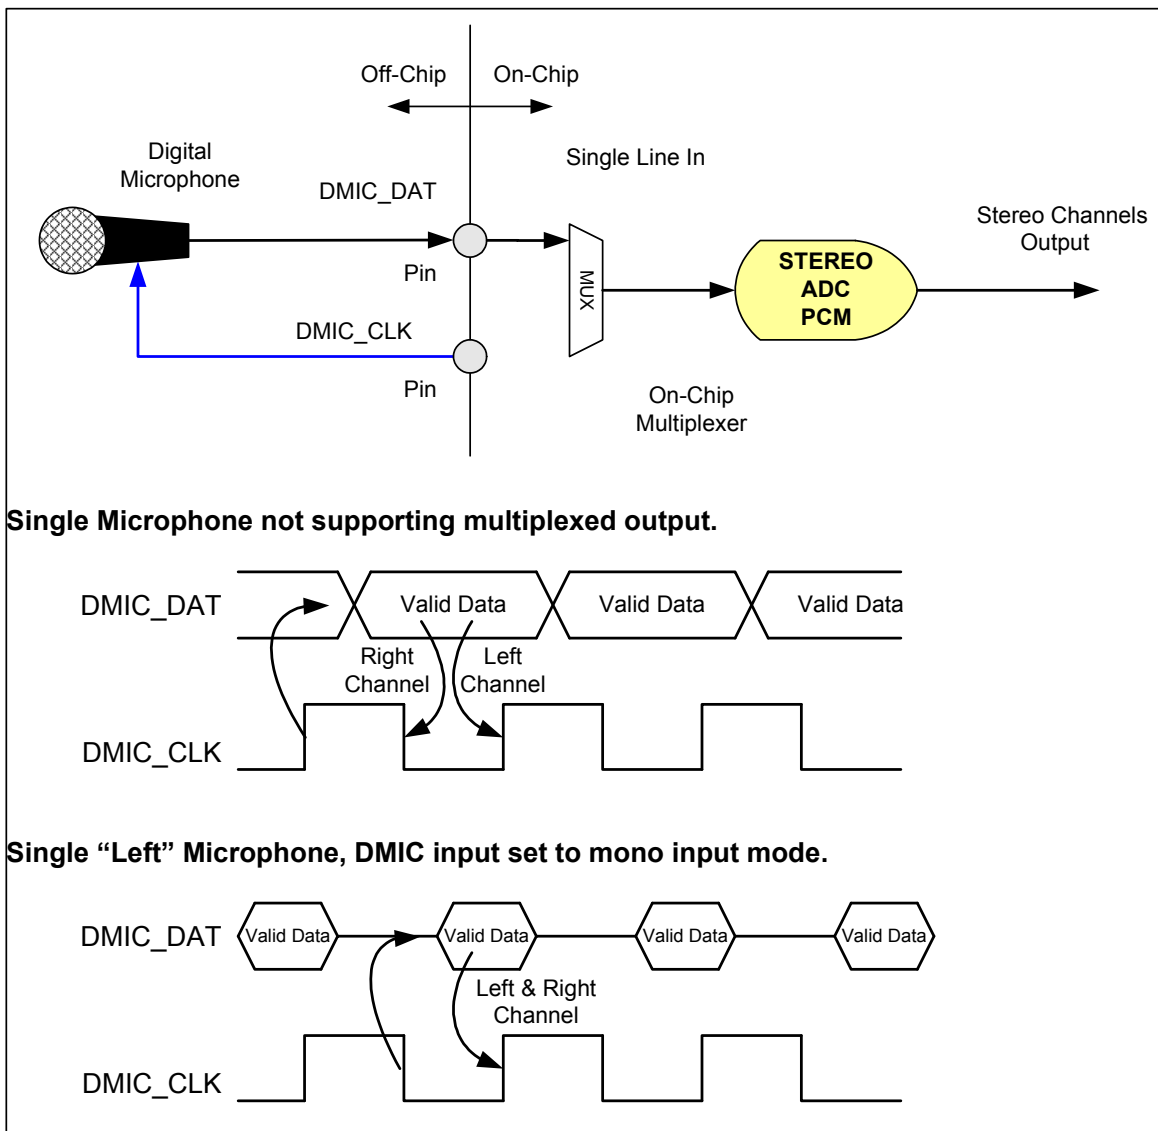 Off-Chip
On-Chip
Digital
Microphone
Single Line In
DMIC_DAT
Stereo Channels
Output
Pin
MUX
STEREO
ADC
PCM
DMIC_CLK
Pin
On-Chip
Multiplexer
Single Microphone not supporting multiplexed output.
DMIC_DAT
Valid Data
Valid Data
Valid Data
Right
Channel
Left
Channel
DMIC_CLK
Single “Left” Microphone, DMIC input set to mono input mode.
DMIC_DAT
Valid Data
Valid Data
Valid Data
Valid Data
Left & Right
Channel
DMIC_CLK